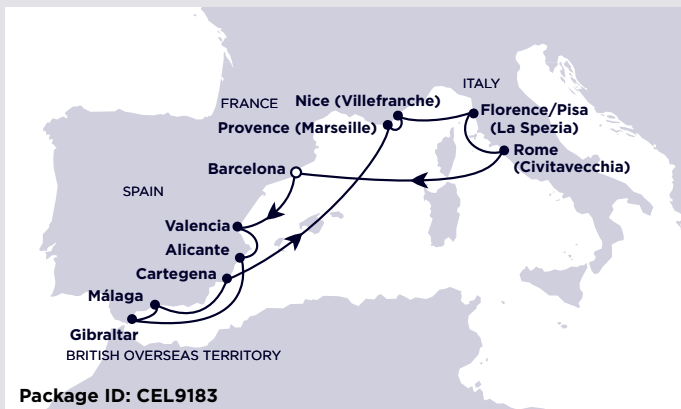 ITALY
FRANCE
Nice (Villefranche)
Florence/Pisa
(La Spezia)
Provence (Marseille)
Rome
(Civitavecchia)
Barcelona
SPAIN
Valencia
Alicante
Cartegena
Málaga
Gibraltar
BRITISH OVERSEAS TERRITORY
Package ID: CEL9183